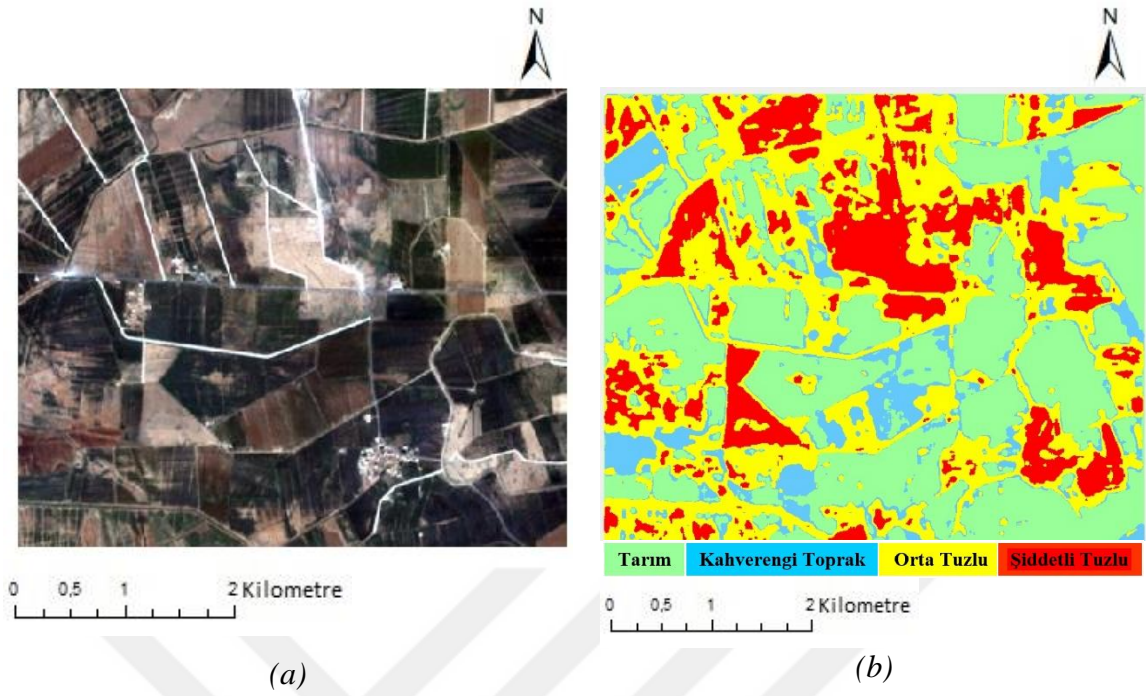 N
N
Tarım Kahverengi Toprak Orta Tuzlu Şiddetli Tuzlu
0 0,5 1 2 Kilometre
0 0,5 1 2 Kilometre
(a)
(b)